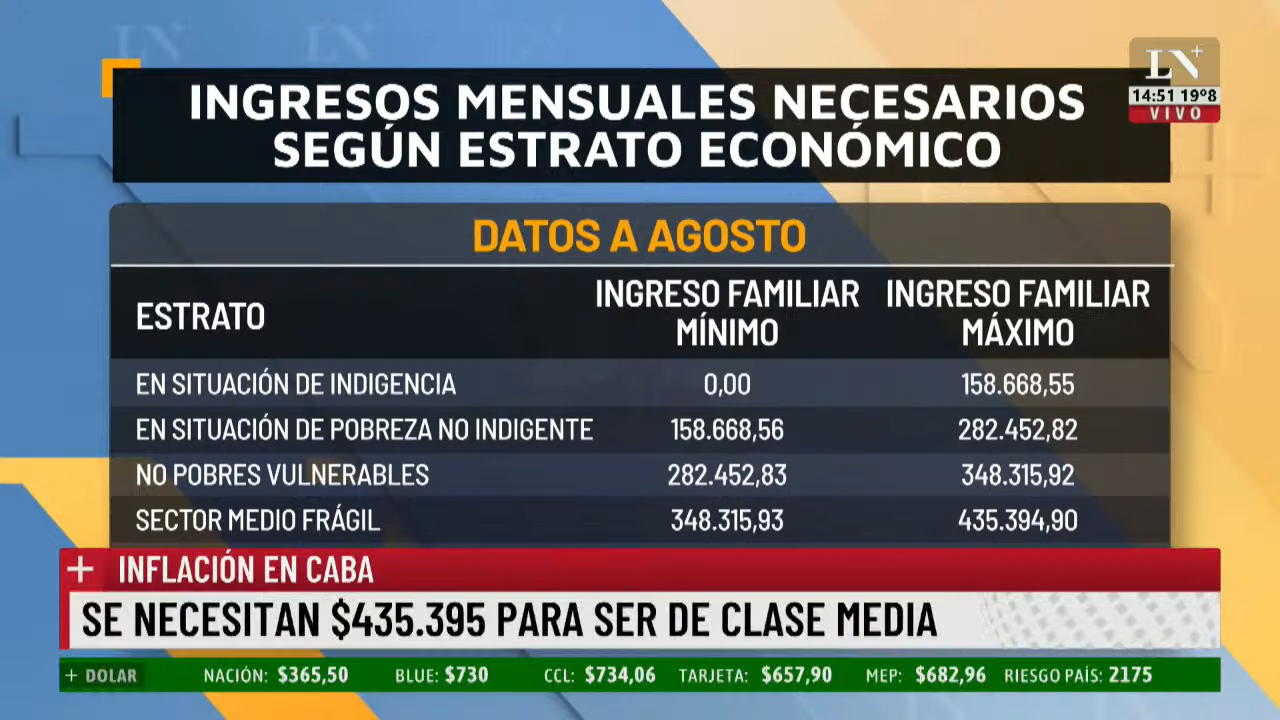 LN+
14:51 19º8
VIVO
INGRESOS MENSUALES NECESARIOS
SEGÚN ESTRATO ECONÓMICO
DATOS A AGOSTO
ESTRATO INGRESO FAMILIAR MÍNIMO INGRESO FAMILIAR MÁXIMO
EN SITUACIÓN DE INDIGENCIA 0,00 158.668,55
EN SITUACIÓN DE POBREZA NO INDIGENTE 158.668,56 282.452,82
NO POBRES VULNERABLES 282.452,83 348.315,92
SECTOR MEDIO FRÁGIL 348.315,93 435.394,90
+ INFLACIÓN EN CABA
SE NECESITAN $435.395 PARA SER DE CLASE MEDIA
+ DOLAR NACIÓN: $365,50 BLUE: $730 CCL: $734,06 TARJETA: $657,90 MEP: $682,96 RIESGO PAÍS: 2175